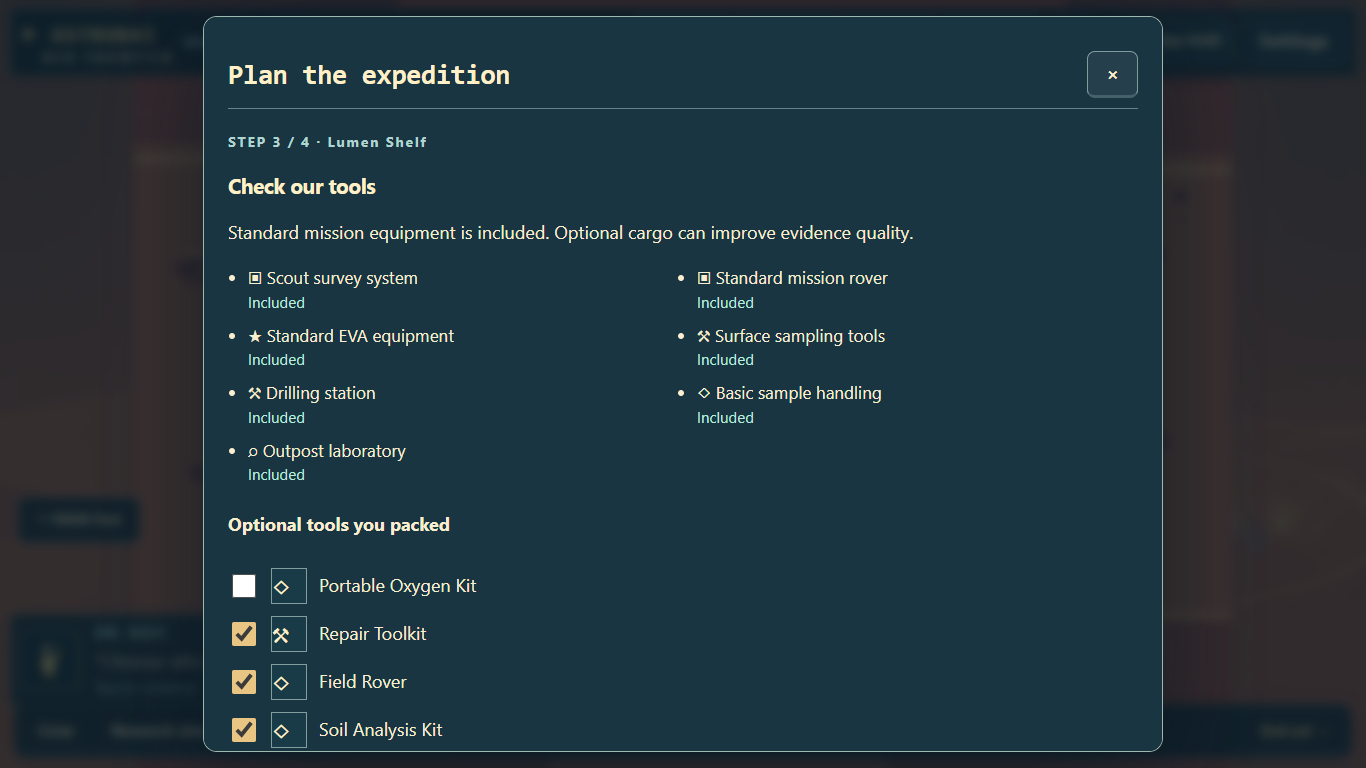 Plan the expedition
×
STEP 3 / 4 · Lumen Shelf
Check our tools
Standard mission equipment is included. Optional cargo can improve evidence quality.
Scout survey system
Included
Standard mission rover
Included
★ Standard EVA equipment
Included
⚒ Surface sampling tools
Included
⚒ Drilling station
Included
◇ Basic sample handling
Included
Outpost laboratory
Included
Optional tools you packed
Portable Oxygen Kit
Repair Toolkit
Field Rover
Soil Analysis Kit
Settings